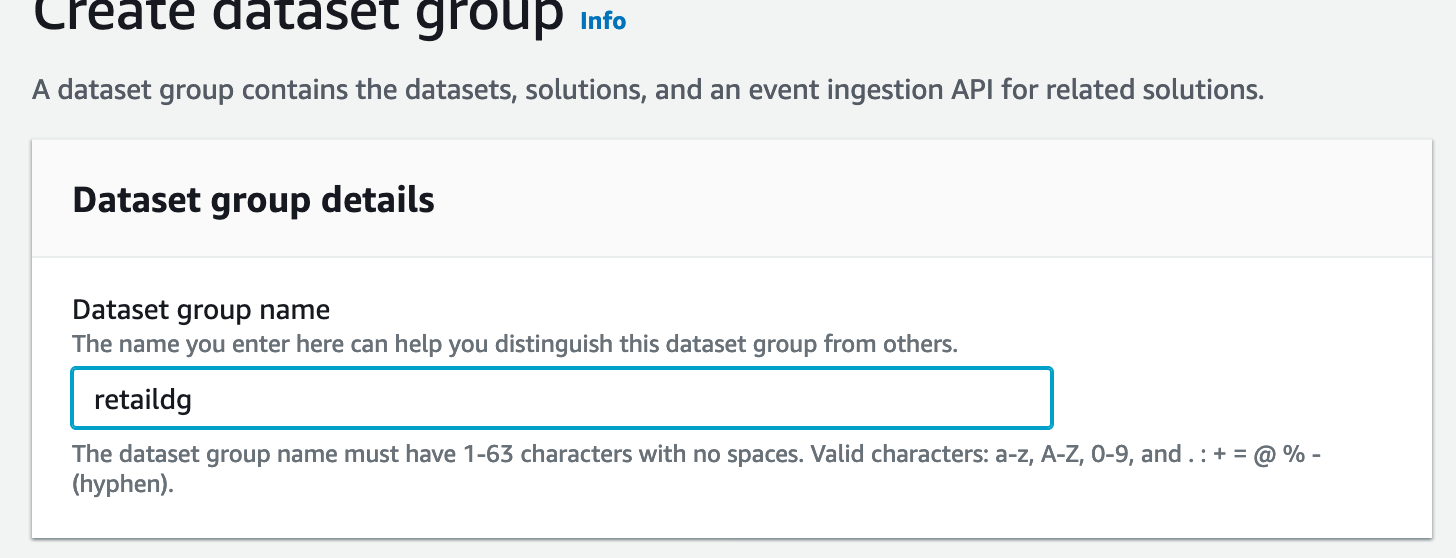 Create dataset group Info
A dataset group contains the datasets, solutions, and an event ingestion API for related solutions.
Dataset group details
Dataset group name
The name you enter here can help you distinguish this dataset group from others.
retaildg
The dataset group name must have 1-63 characters with no spaces. Valid characters: a-z, A-Z, 0-9, and . : + = @ % -
(hyphen).